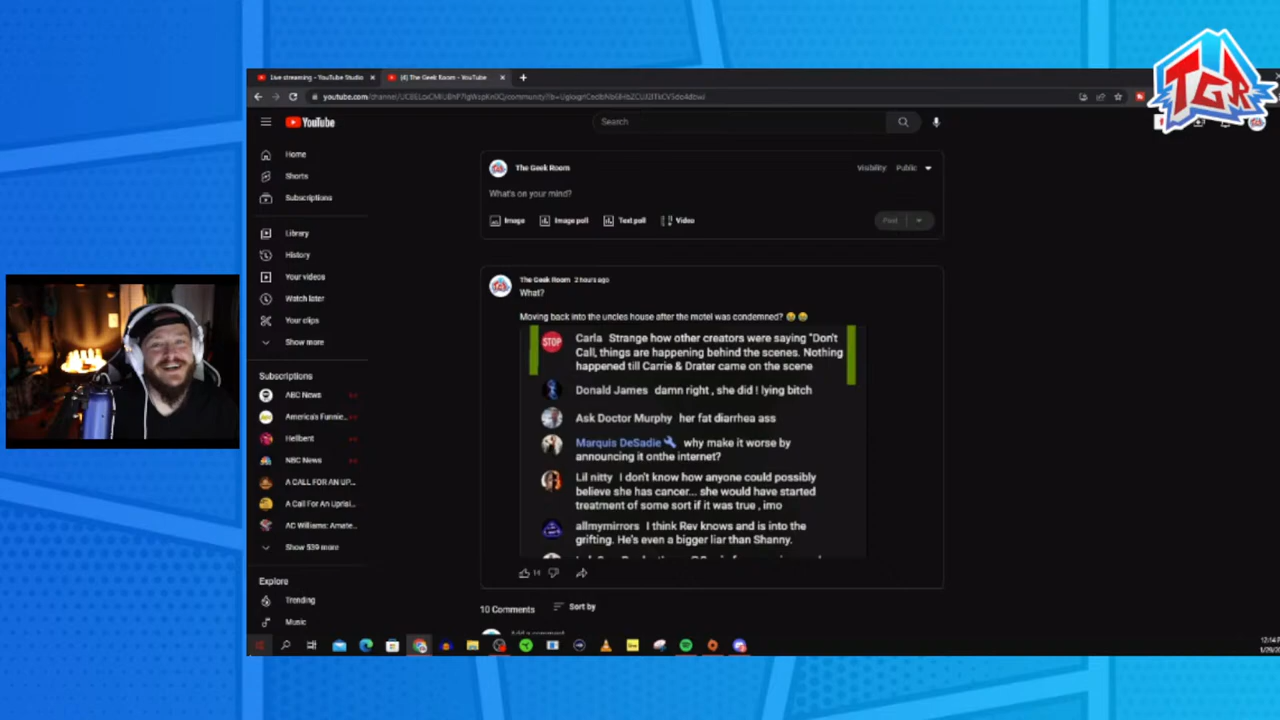 TGR
Live streaming - YouTube Studio
(4) The Geek Room - YouTube
YouTube
Search
Home
Shorts
Subscriptions
Library
History
Your videos
Watch later
Your clips
Show more
Subscriptions
ABC News
America's Funnie...
Hellbent
NBC News
A CALL FOR AN UP...
A Call For An Uprisi...
AC Williams: Amate...
Show 539 more
Explore
Trending
Music
The Geek Room
Visibility: Public
What's on your mind?
Image Image poll Text poll Video
Post
The Geek Room 2 hours ago
What?
Moving back into the uncles house after the motel was condemned? 😂 😂
STOP
Carla Strange how other creators were saying "Don't
Call, things are happening behind the scenes. Nothing
happened till Carrie & Drater came on the scene
Donald James damn right , she did ! lying bitch
Ask Doctor Murphy her fat diarrhea ass
Marquis DeSadie why make it worse by
announcing it onthe internet?
Lil nitty I don't know how anyone could possibly
believe she has cancer... she would have started
treatment of some sort if it was true , imo
allmymirrors I think Rev knows and is into the
grifting. He's even a bigger liar than Shanny.
14
10 Comments Sort by
Add a comment...